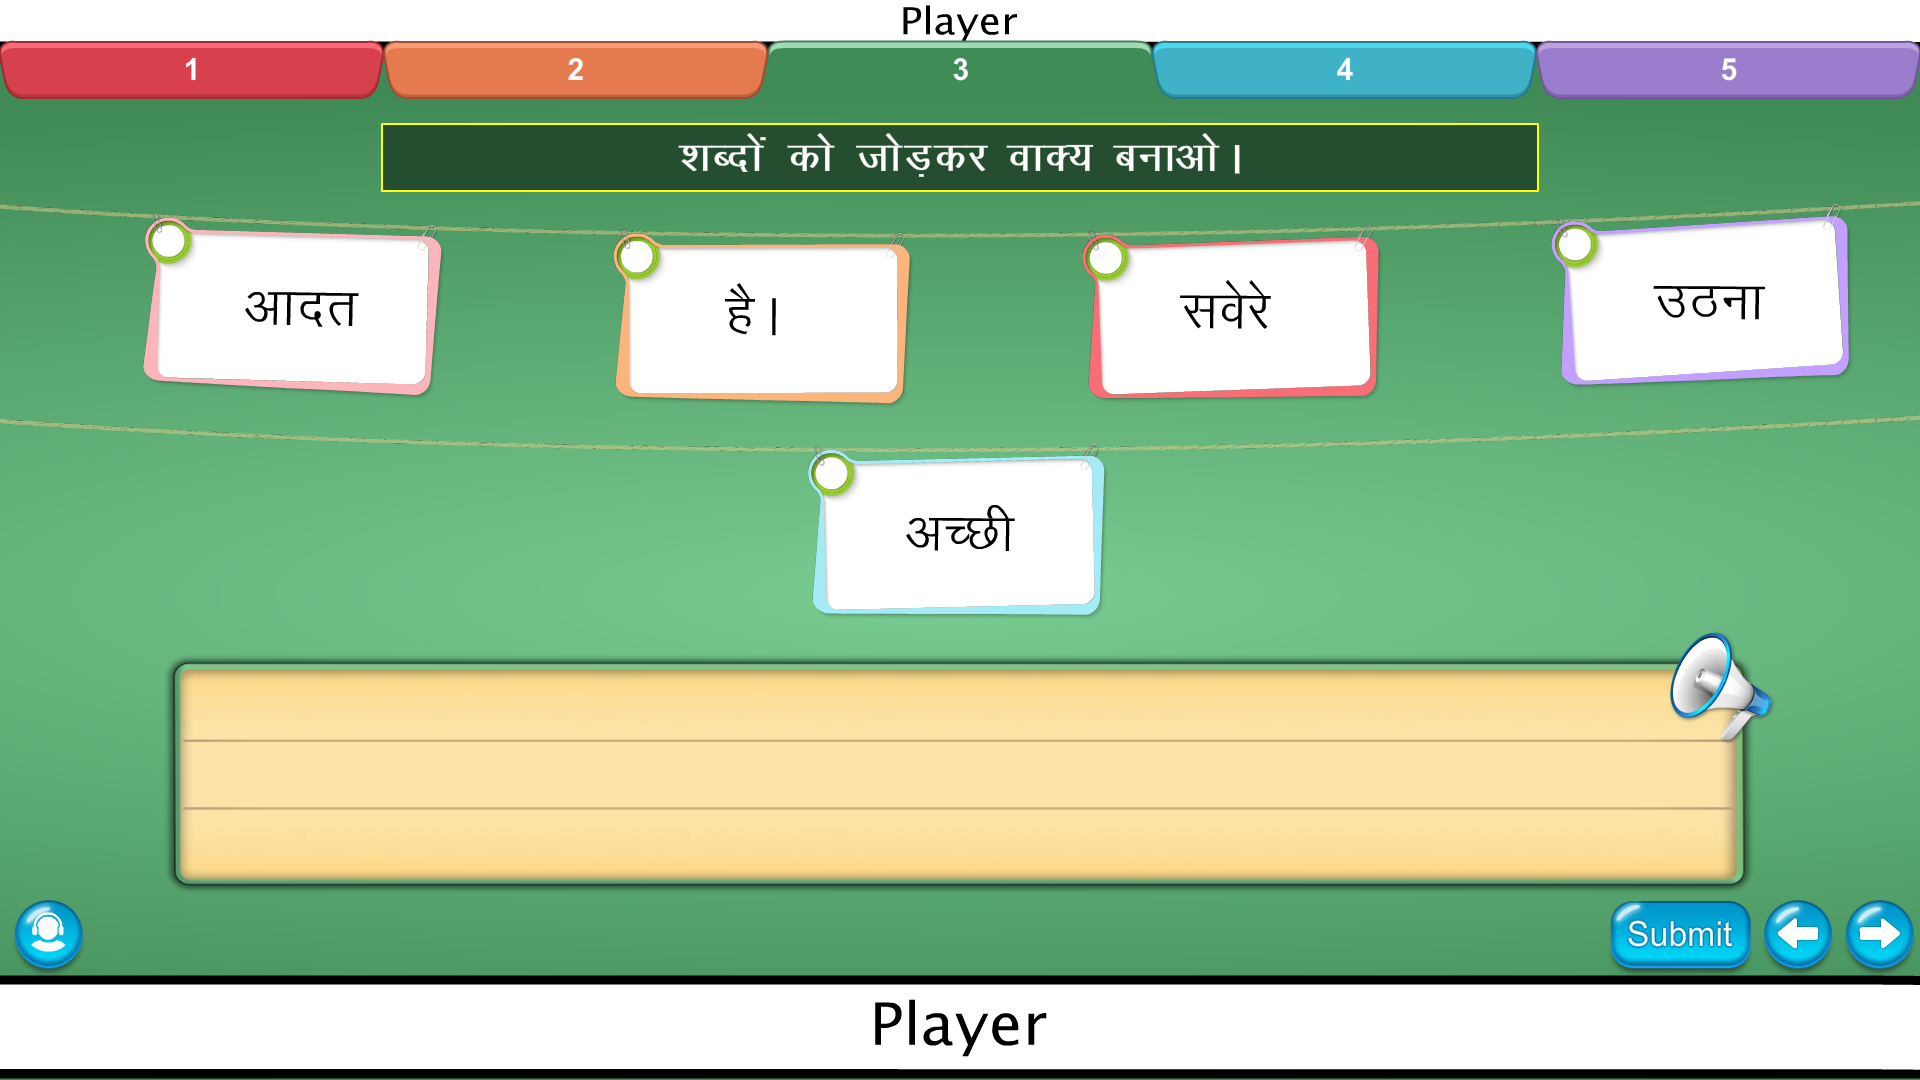 Player
1 2 3 4 5
शब्दों को जोड़कर वाक्य बनाओ।
आदत है। सवेरे उठना
अच्छी
Submit
Player